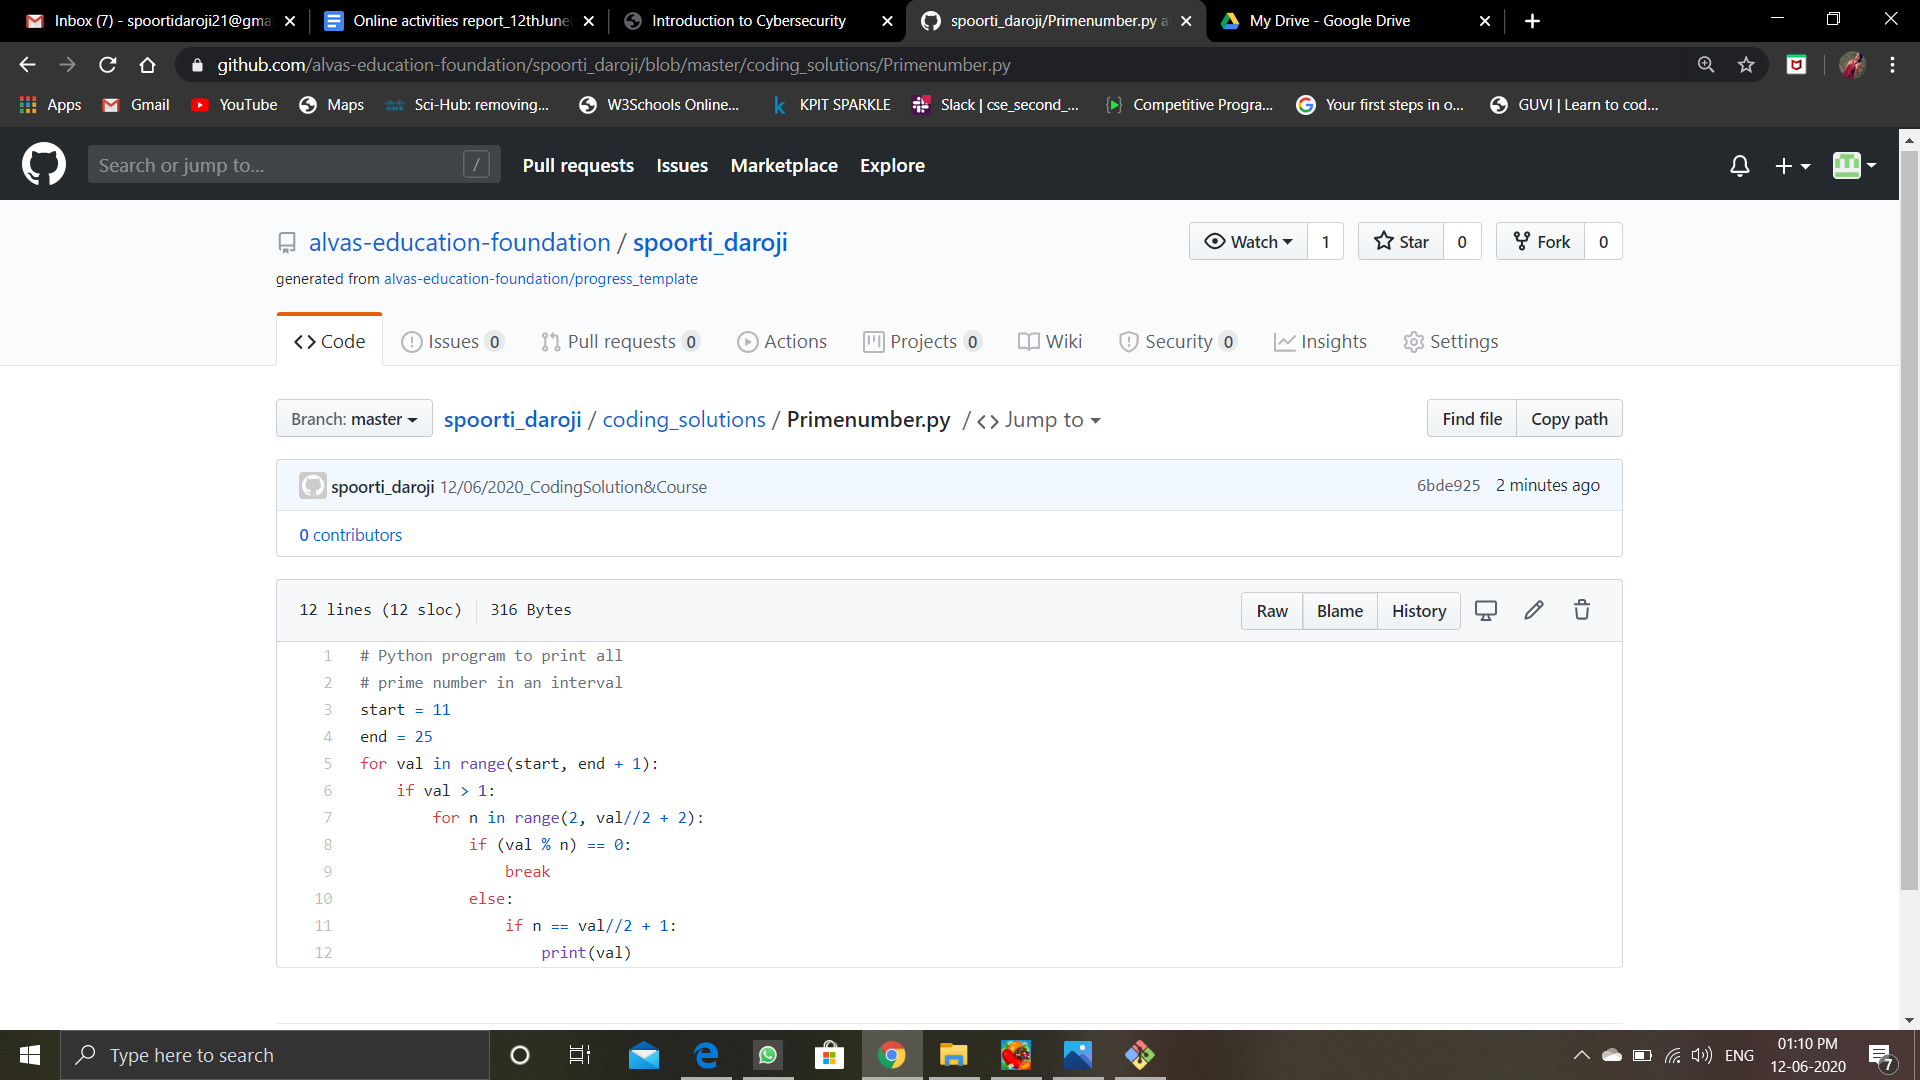 Inbox (7) - spoortidaroji21@gma
Online activities report_12thJune
Introduction to Cybersecurity
spoorti_daroji/Primenumber.py a
My Drive - Google Drive
github.com/alvas-education-foundation/spoorti_daroji/blob/master/coding_solutions/Primenumber.py
Apps Gmail YouTube Maps Sci-Hub: removing... W3Schools Online... KPIT SPARKLE Slack | cse_second_... Competitive Progra... Your first steps in o... GUVI | Learn to cod...
Search or jump to... / Pull requests Issues Marketplace Explore
alvas-education-foundation / spoorti_daroji
Watch 1 Star 0 Fork 0
generated from alvas-education-foundation/progress_template
Code Issues 0 Pull requests 0 Actions Projects 0 Wiki Security 0 Insights Settings
Branch: master spoorti_daroji / coding_solutions / Primenumber.py / <> Jump to Find file Copy path
spoorti_daroji 12/06/2020_CodingSolution&Course 6bde925 2 minutes ago
0 contributors
12 lines (12 sloc) 316 Bytes Raw Blame History
1 # Python program to print all
2 # prime number in an interval
3 start = 11
4 end = 25
5 for val in range(start, end + 1):
6 if val > 1:
7 for n in range(2, val//2 + 2):
8 if (val % n) == 0:
9 break
10 else:
11 if n == val//2 + 1:
12 print(val)
Type here to search
ENG
01:10 PM
12-06-2020
7